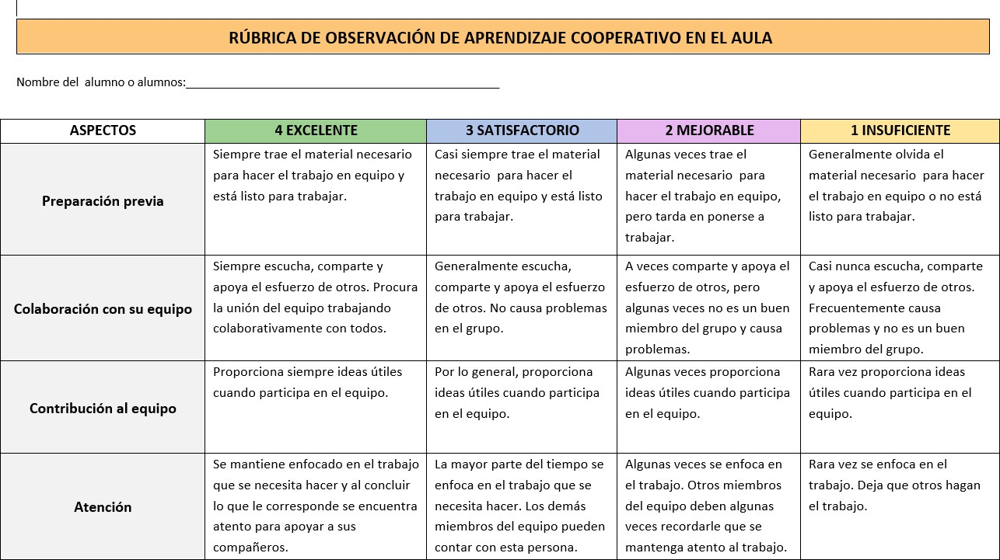 RÚBRICA DE OBSERVACIÓN DE APRENDIZAJE COOPERATIVO EN EL AULA
Nombre del  alumno o alumnos:
ASPECTOS
4 EXCELENTE
3 SATISFACTORIO
2 MEJORABLE
1 INSUFICIENTE
Preparación previa
Siempre trae el material necesario
para hacer el trabajo en equipo y
está listo para trabajar.
Casi siempre trae el material
necesario  para hacer el
trabajo en equipo y está listo
para trabajar.
Algunas veces trae el
material necesario  para
hacer el trabajo en equipo,
pero tarda en ponerse a
trabajar.
Generalmente olvida el
material necesario  para hacer
el trabajo en equipo o no está
listo para trabajar.
Colaboración con su equipo
Siempre escucha, comparte y
apoya el esfuerzo de otros. Procura
la unión del equipo trabajando
colaborativamente con todos.
Generalmente escucha,
comparte y apoya el esfuerzo
de otros. No causa problemas
en el grupo.
A veces comparte y apoya el
esfuerzo de otros, pero
algunas veces no es un buen
miembro del grupo y causa
problemas.
Casi nunca escucha, comparte
y apoya el esfuerzo de otros.
Frecuentemente causa
problemas y no es un buen
miembro del grupo.
Contribución al equipo
Proporciona siempre ideas útiles
cuando participa en el equipo.
Por lo general, proporciona
ideas útiles cuando participa
en el equipo.
Algunas veces proporciona
ideas útiles cuando participa
en el equipo.
Rara vez proporciona ideas
útiles cuando participa en el
equipo.
Atención
Se mantiene enfocado en el trabajo
que se necesita hacer y al concluir
lo que le corresponde se encuentra
atento para apoyar a sus
compañeros.
La mayor parte del tiempo se
enfoca en el trabajo que se
necesita hacer. Los demás
miembros del equipo pueden
contar con esta persona.
Algunas veces se enfoca en
el trabajo. Otros miembros
del equipo deben algunas
veces recordarle que se
mantenga atento al trabajo.
Rara vez se enfoca en el
trabajo. Deja que otros hagan
el trabajo.